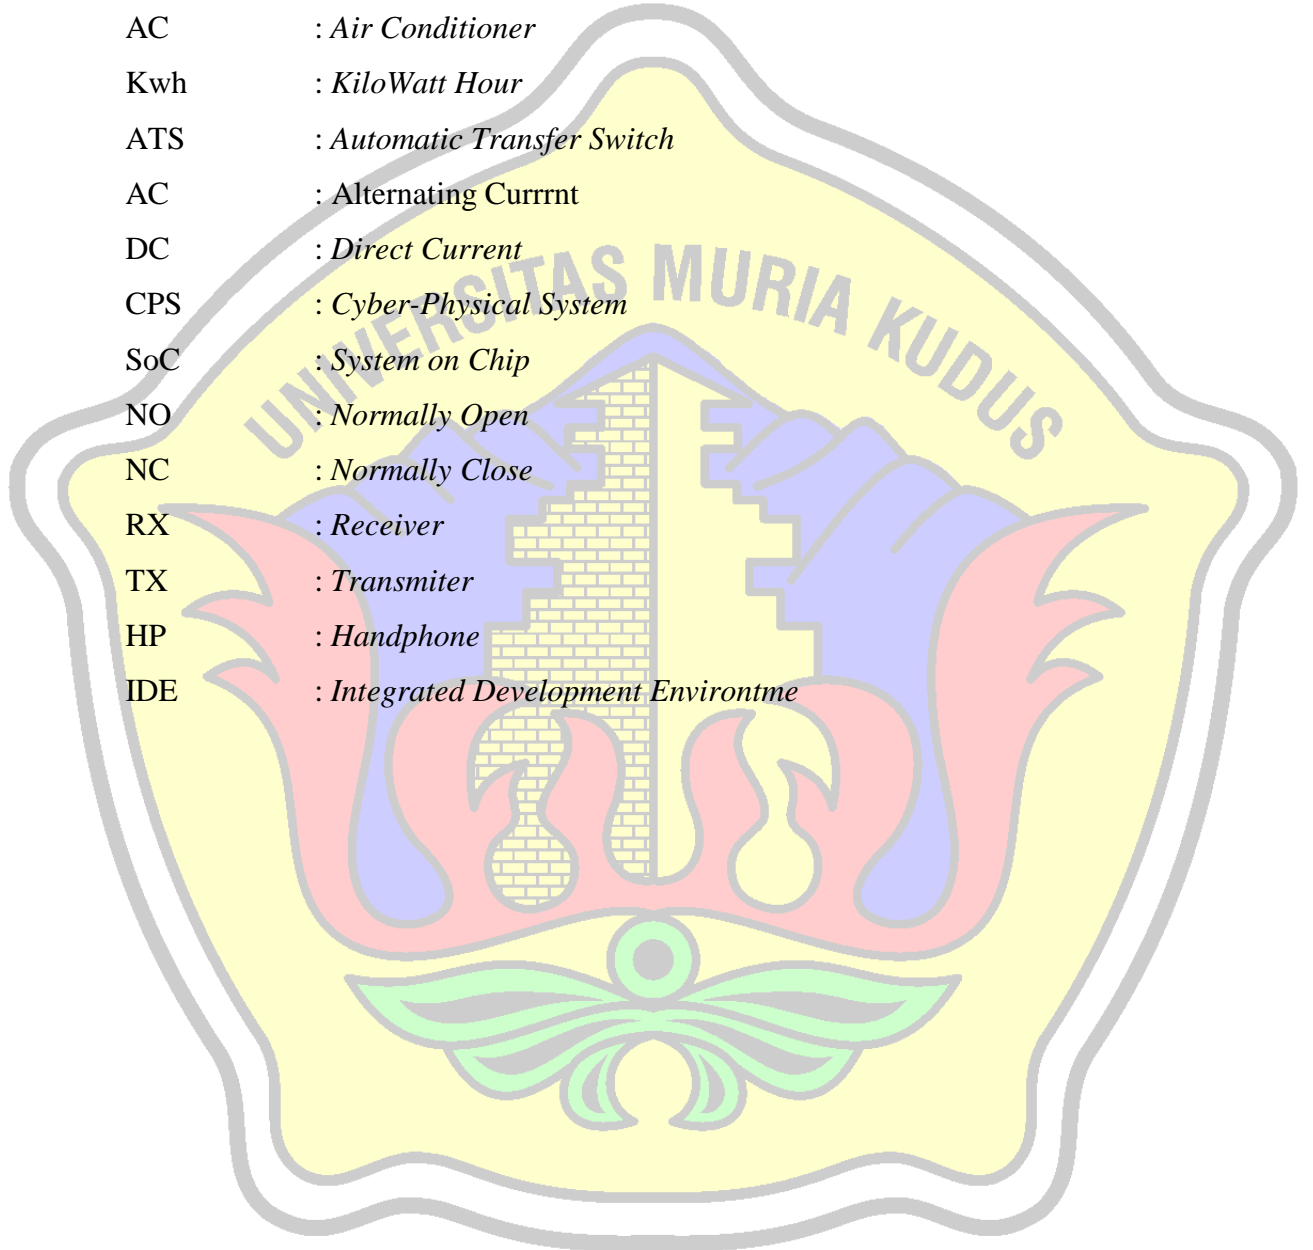 AC : Air Conditioner
Kwh : KiloWatt Hour
ATS : Automatic Transfer Switch
AC : Alternating Currrnt
DC : Direct Current
CPS : Cyber-Physical System
SoC : System on Chip
NO : Normally Open
NC : Normally Close
RX : Receiver
TX : Transmiter
HP : Handphone
IDE : Integrated Development Environtme
UNIVERSITAS MURIA KUDUS